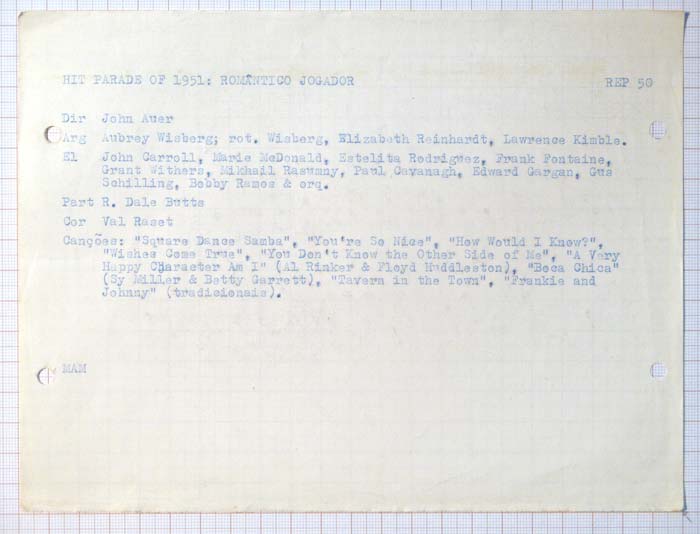 HIT PARADE OF 1951: ROMÂNTICO JOGADOR REP 50
Dir John Auer
Arg Aubrey Wisberg; rot. Wisberg, Elizabeth Reinhardt, Lawrence Kimble.
El John Carroll, Marie McDonald, Estelita Rodriguez, Frank Fontaine,
Grant Withers, Mikhail Rasumny, Paul Cavanagh, Edward Gargan, Gus
Schilling, Bobby Ramos & orq.
Part R. Dale Butts
Cor Val Raset
Canções: "Square Dance Samba", "You're So Nice", "How Would I Know?",
"Wishes Come True", "You Don't Know the Other Side of Me", "A Very
Happy Character Am I" (Al Rinker & Floyd Huddleston), "Boca Chica"
(Sy Miller & Betty Garrett), "Tavern in the Town", "Frankie and
Johnny" (tradicionais).
MAM